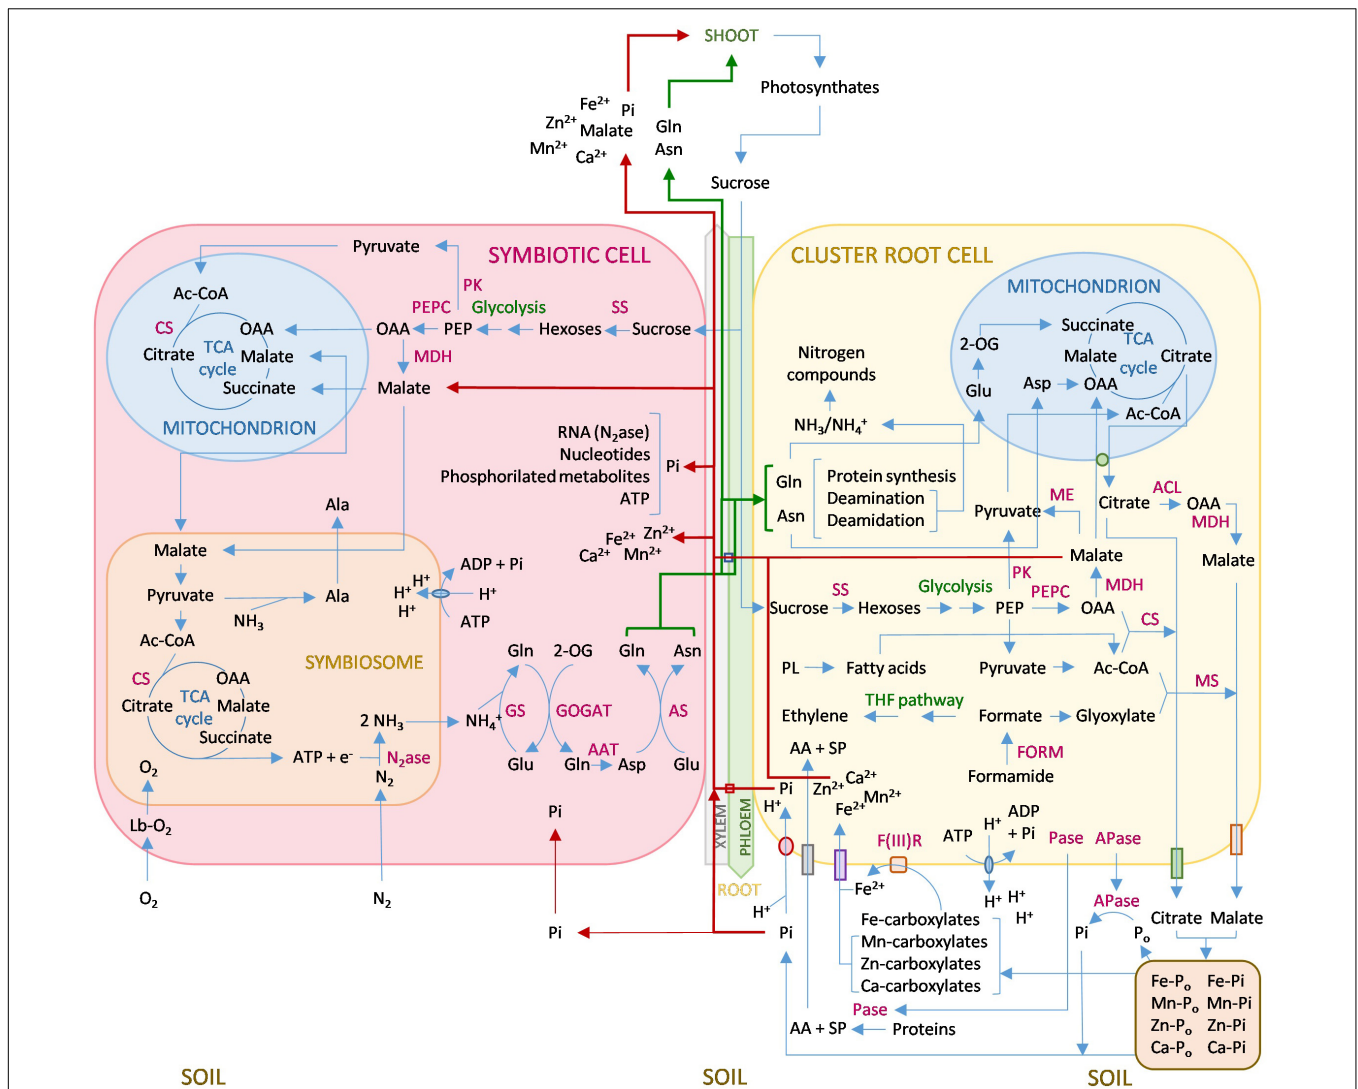 SHOOT
Photosynthates
Fe2+
Pi
Zn2+
Malate
Mn2+
Ca2+
Gln
Asn
Sucrose
SYMBIOTIC CELL
Pyruvate
PK
Ac-CoA
CS
OAA
Citrate
TCA
cycle
Malate
Succinate
MITOCHONDRION
PEPC
Glycolysis
SS
OAA
PEP
Hexoses
Sucrose
MDH
Malate
RNA (N2ase)
Nucleotides
Phosphorilated metabolites
ATP
Pi
Fe2+
Zn2+
Ca2+
Mn2+
Ala
Malate
Pyruvate
NH3
Ala
Ac-CoA
SYMBIOSOME
CS
OAA
Citrate
TCA
cycle
Malate
Succinate
ATP + e-
2 NH3
N2ase
N2
O2
Lb-O2
O2
N2
ADP + Pi
H+
H+
H+
H+
ATP
Gln
2-OG
Gln
Asn
NH4+
GS
GOGAT
AAT
AS
Glu
Gln
Asp
Glu
Pi
Pi
XYLEM
PHLOEM
ROOT
CLUSTER ROOT CELL
MITOCHONDRION
Succinate
2-OG
Malate
TCA
cycle
Citrate
Glu
Asp
OAA
Ac-CoA
Nitrogen
compounds
NH3/NH4+
Gln
Asn
Protein synthesis
Deamination
Deamidation
Pyruvate
ME
Citrate
ACL
OAA
MDH
Malate
Malate
PK
MDH
Sucrose
SS
Hexoses
Glycolysis
PEP
PEPC
OAA
CS
PL
Fatty acids
Pyruvate
Ac-CoA
MS
Ethylene
THF pathway
Formate
Glyoxylate
FORM
Formamide
AA + SP
Pi
Zn2+
Ca2+
Mn2+
Fe2+
H+
F(III)R
ATP
H+
ADP
+ Pi
Pase
APase
H+
H+
H+
Fe2+
H+
Pi
Fe-carboxylates
Mn-carboxylates
Zn-carboxylates
Ca-carboxylates
APase
Pi
Po
Citrate
Malate
Pase
AA + SP
Proteins
Fe-Po
Fe-Pi
Mn-Po
Mn-Pi
Zn-Po
Zn-Pi
Ca-Po
Ca-Pi
SOIL
SOIL
SOIL